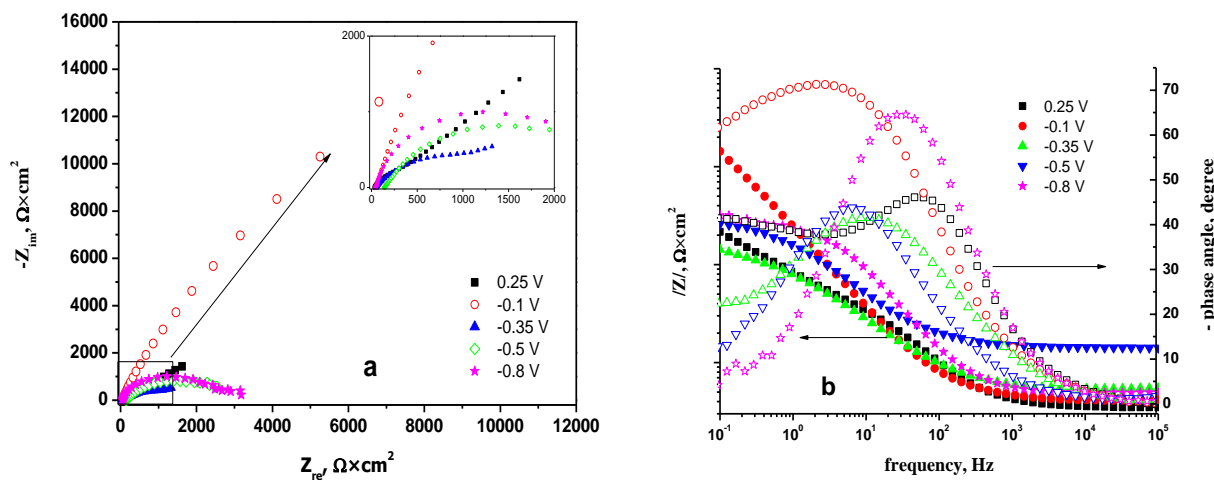 16000
14000
12000
10000
8000
6000
4000
2000
0
-Z_im, Ω×cm²
0 2000 4000 6000 8000 10000 12000
Z_re, Ω×cm²
2000
1000
0
0 500 1000 1500 2000
0.25 V
-0.1 V
-0.35 V
-0.5 V
-0.8 V
a
/Z/, Ω×cm²
10⁻¹ 10⁰ 10¹ 10² 10³ 10⁴ 10⁵
frequency, Hz
70
60
50
40
30
20
10
0
- phase angle, degree
0.25 V
-0.1 V
-0.35 V
-0.5 V
-0.8 V
b